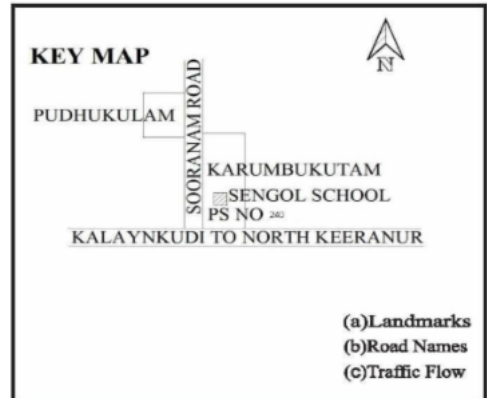 N
KEY MAP
PUDHUKULAM
SOORANAM ROAD
KARUMBUKUTAM
SENGOL SCHOOL
PS NO 240
KALAYNKUDI TO NORTH KEERANUR
(a)Landmarks
(b)Road Names
(c)Traffic Flow